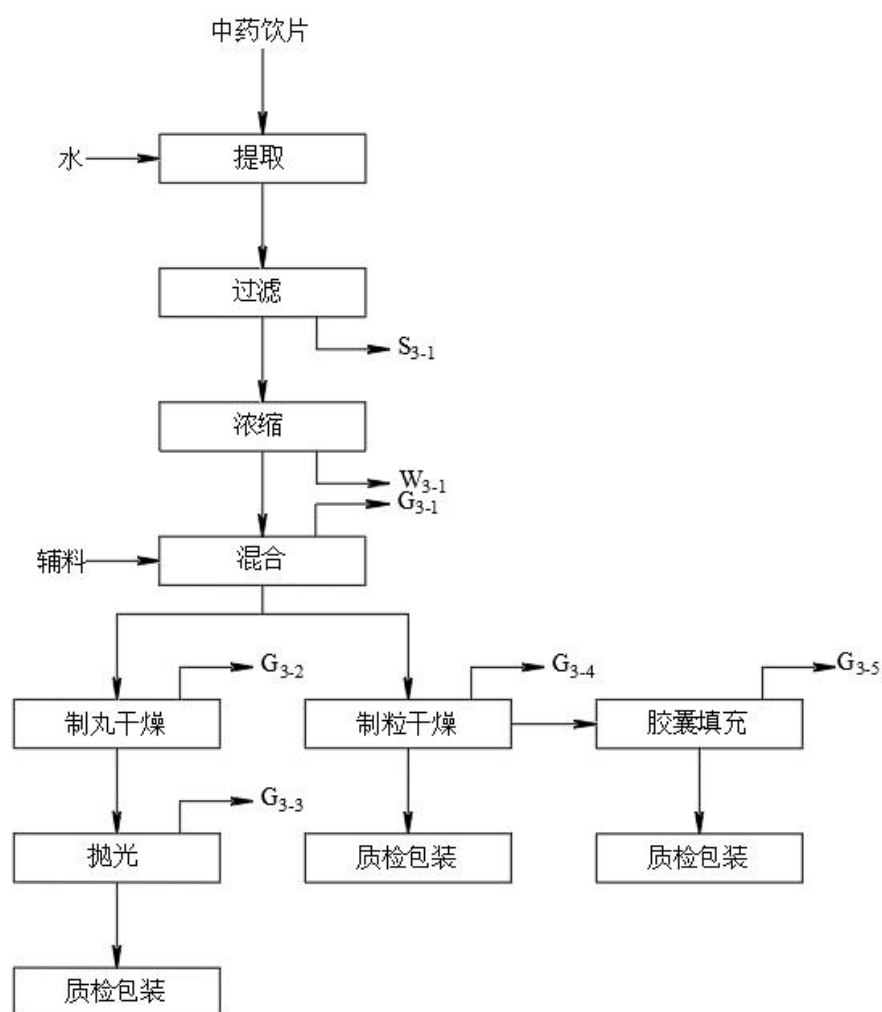 中药饮片
水
提取
过滤
S3-1
浓缩
W3-1
G3-1
辅料
混合
G3-2
G3-4
G3-5
制丸干燥
制粒干燥
胶囊填充
G3-3
抛光
质检包装
质检包装
质检包装